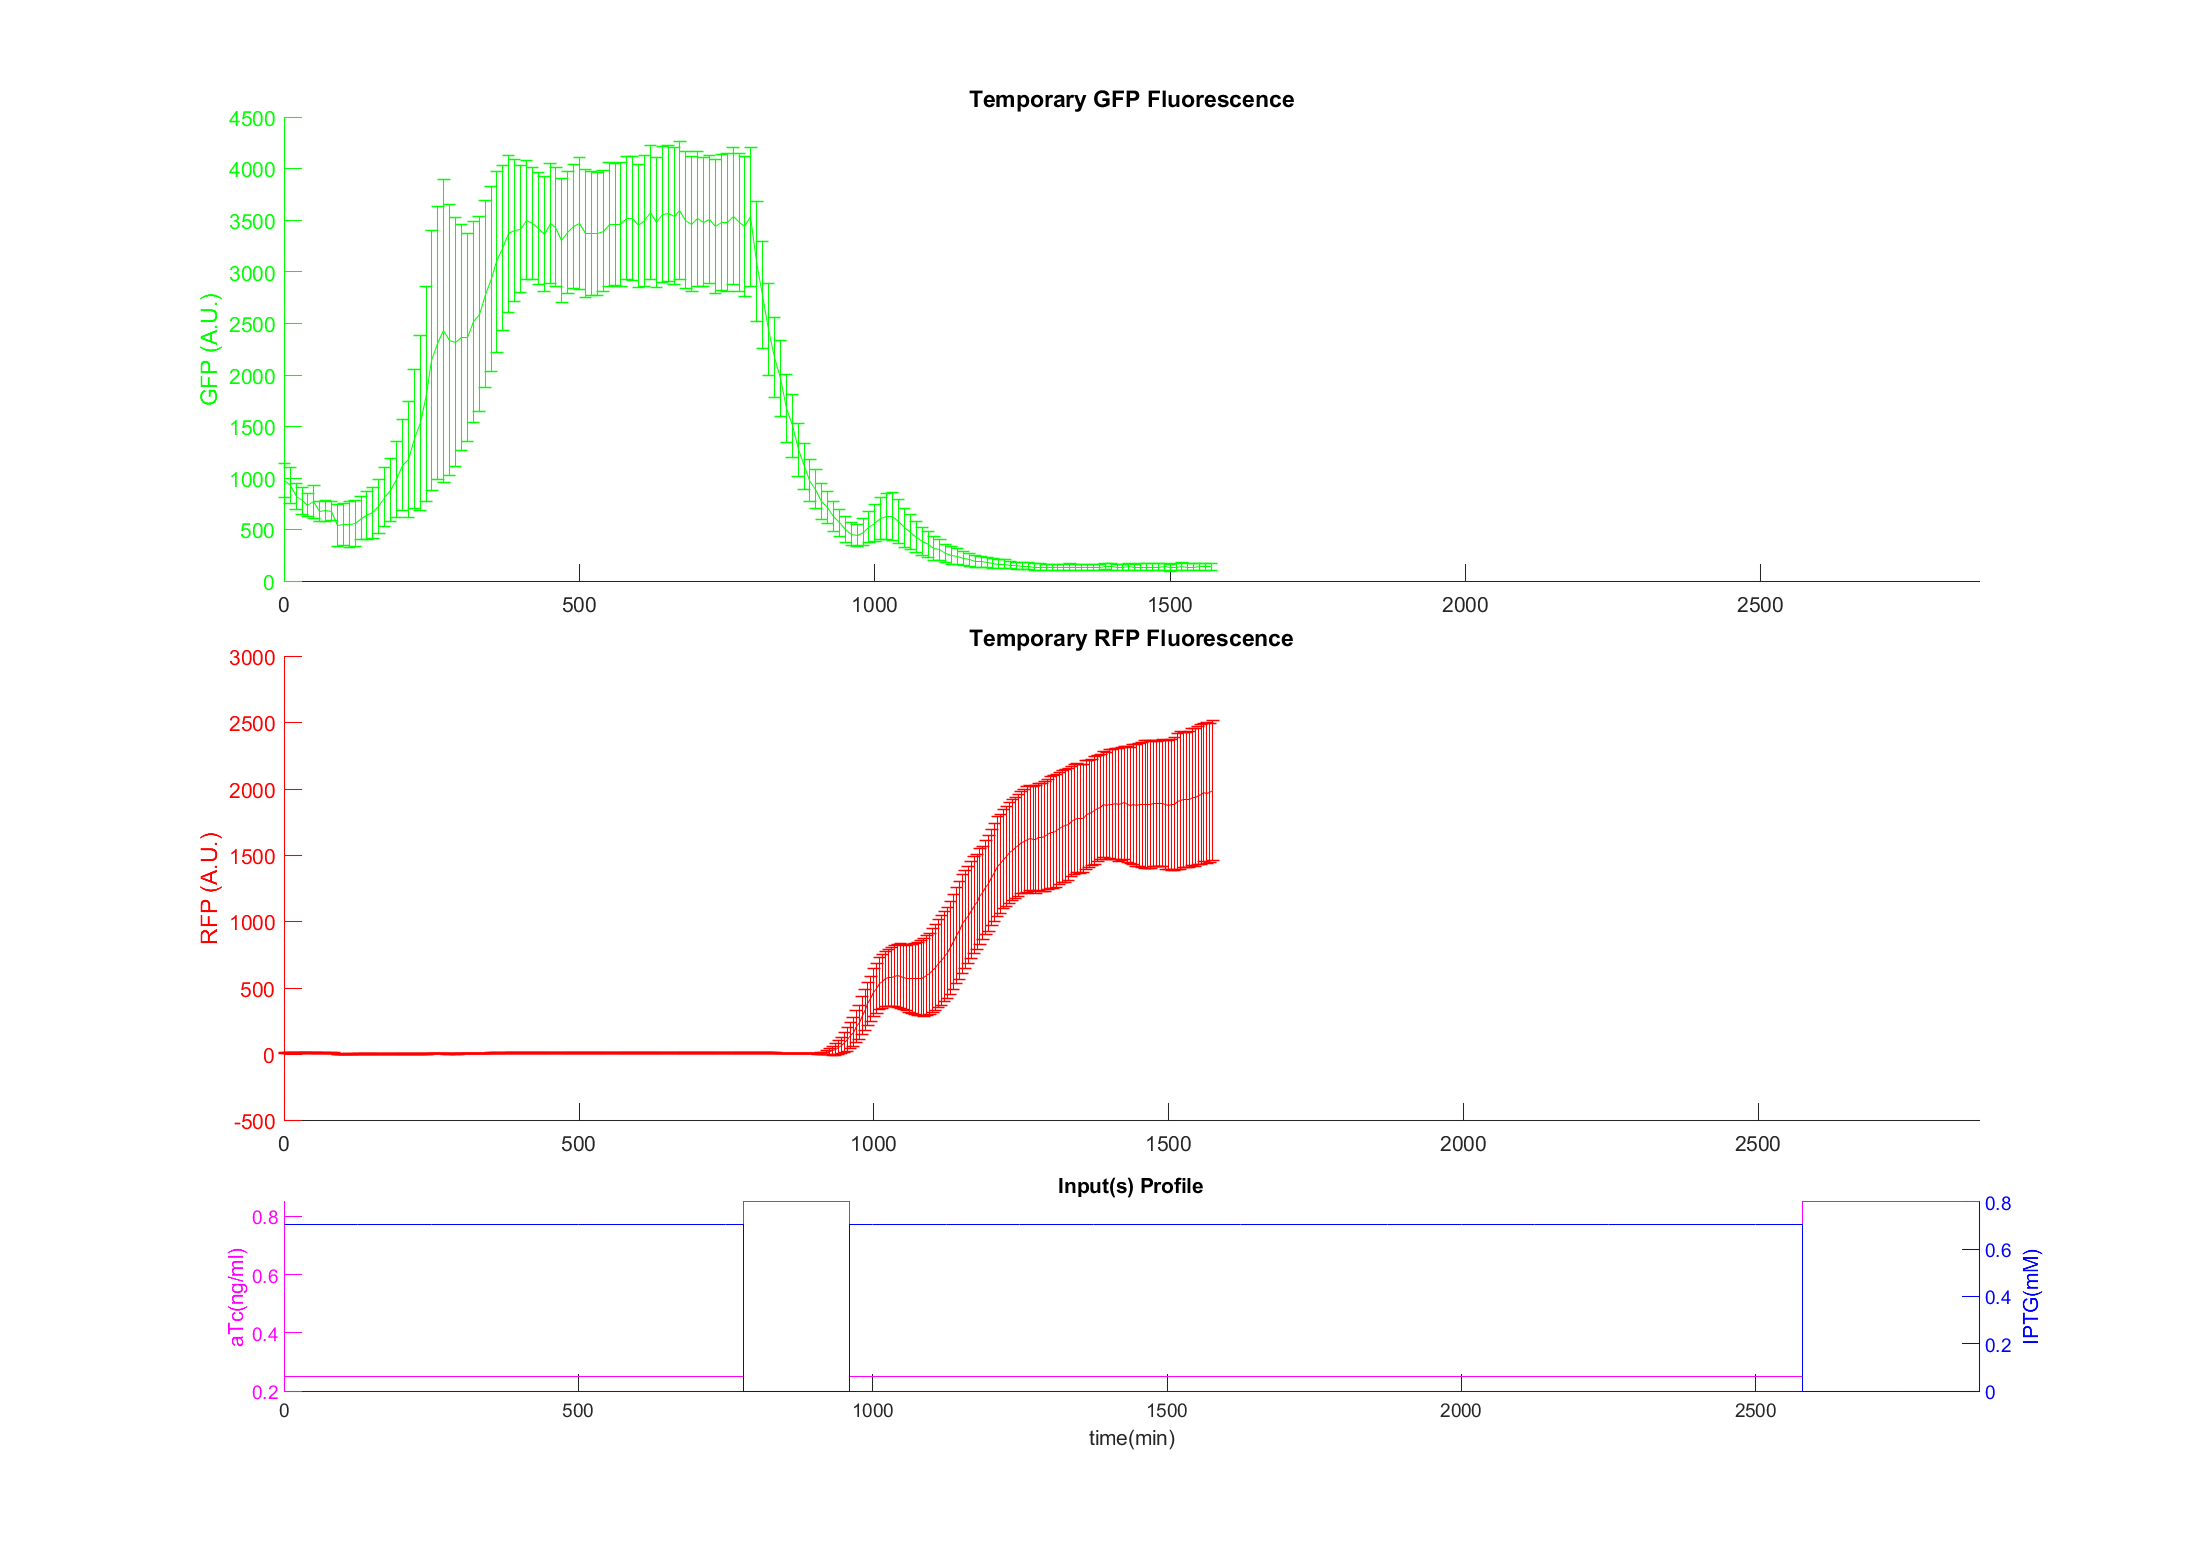 Temporary GFP Fluorescence
4500
4000
3500
3000
2500
2000
1500
1000
500
0
GFP (A.U.)
0 500 1000 1500 2000 2500
Temporary RFP Fluorescence
3000
2500
2000
1500
1000
500
0
-500
RFP (A.U.)
0 500 1000 1500 2000 2500
Input(s) Profile
0.8
0.6
0.4
0.2
aTc(ng/ml)
0.8
0.6
0.4
0.2
0
IPTG(mM)
0 500 1000 1500 2000 2500
time(min)